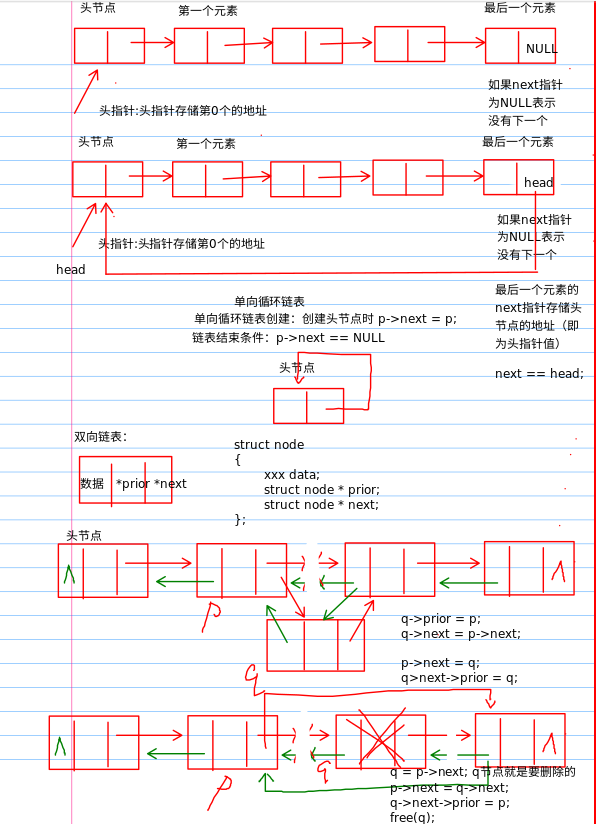 头节点
第一个元素
最后一个元素
NULL
头指针:头指针存储第0个的地址
如果next指针
为NULL表示
没有下一个
头节点
第一个元素
最后一个元素
head
头指针:头指针存储第0个的地址
head
如果next指针
为NULL表示
没有下一个
最后一个元素的
next指针存储头
节点的地址（即
为头指针值）
next == head;
单向循环链表
单向循环链表创建：创建头节点时 p->next = p;
链表结束条件：p->next == NULL
头节点
双向链表：
数据 *prior *next
struct node
{
xxx data;
struct node * prior;
struct node * next;
};
头节点
Λ
Λ
p
q->prior = p;
q->next = p->next;
p->next = q;
q>next->prior = q;
q
Λ
Λ
p
q
q = p->next; q节点就是要删除的
p->next = q->next;
q->next->prior = p;
free(q);